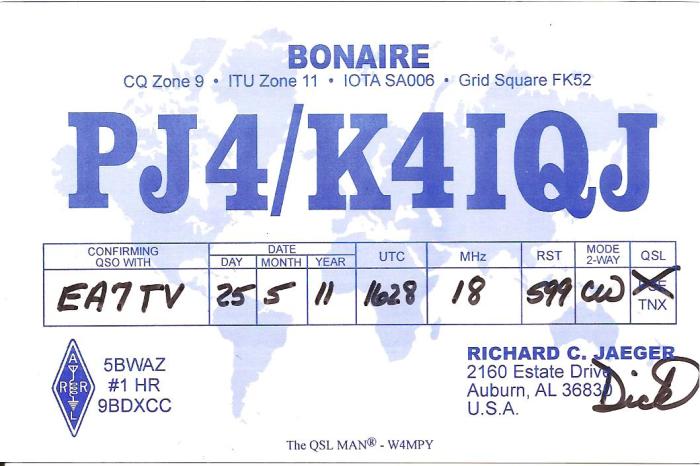 BONAIRE
CQ Zone 9 • ITU Zone 11 • IOTA SA006 • Grid Square FK52
PJ4/K4IQJ
CONFIRMING QSO WITH DATE DAY MONTH YEAR UTC MHz RST MODE 2-WAY QSL
EA7TV 25 5 11 1628 18 599 CW PSE TNX
ARRL
5BWAZ
#1 HR
9BDXCC
RICHARD C. JAEGER
2160 Estate Drive
Auburn, AL 36830
U.S.A.
Dick
The QSL MAN® - W4MPY